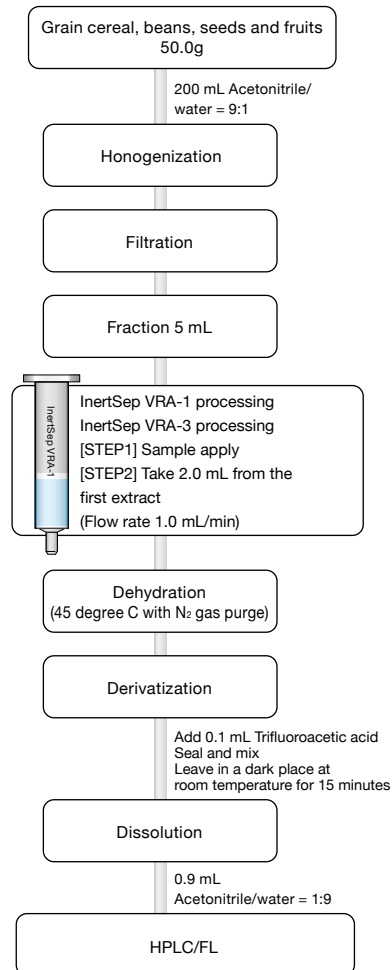 Grain cereal, beans, seeds and fruits
50.0g
200 mL Acetonitrile/
water = 9:1
Honogenization
Filtration
Fraction 5 mL
InertSep VRA-1
InertSep VRA-1 processing
InertSep VRA-3 processing
[STEP1] Sample apply
[STEP2] Take 2.0 mL from the
first extract
(Flow rate 1.0 mL/min)
Dehydration
(45 degree C with N₂ gas purge)
Derivatization
Add 0.1 mL Trifluoroacetic acid
Seal and mix
Leave in a dark place at
room temperature for 15 minutes
Dissolution
0.9 mL
Acetonitrile/water = 1:9
HPLC/FL